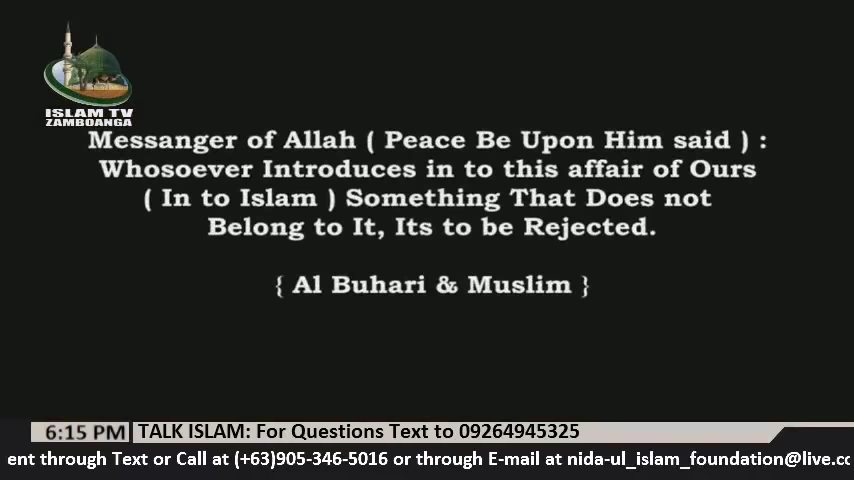 ISLAM TV
ZAMBOANGA
Messanger of Allah ( Peace Be Upon Him said ) :
Whosoever Introduces in to this affair of Ours
( In to Islam ) Something That Does not
Belong to It, Its to be Rejected.
{ Al Buhari & Muslim }
6:15 PM TALK ISLAM: For Questions Text to 09264945325
ent through Text or Call at (+63)905-346-5016 or through E-mail at nida-ul_islam_foundation@live.co